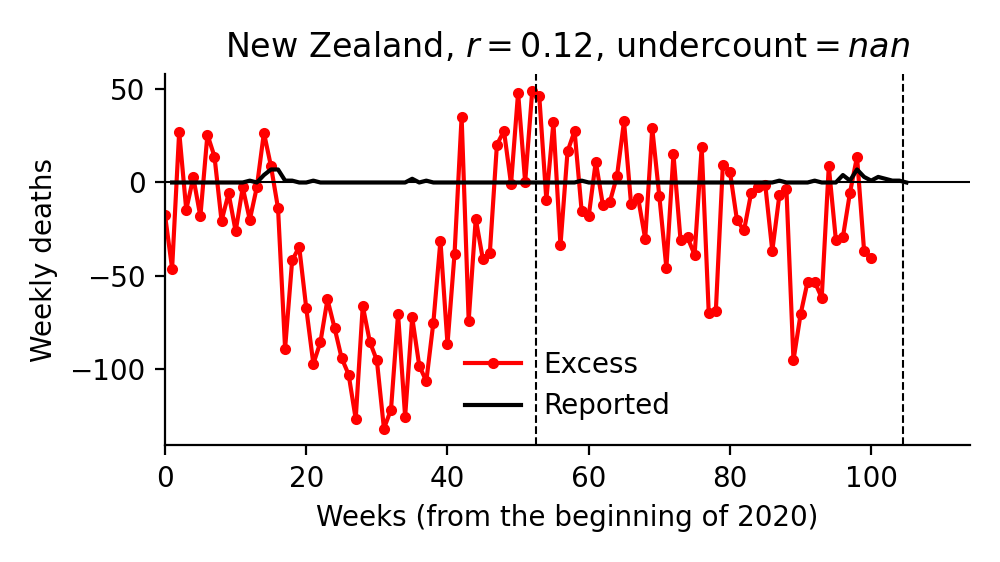 New Zealand, r = 0.12, undercount = nan
50
0
−50
−100
Weekly deaths
Excess
Reported
0 20 40 60 80 100
Weeks (from the beginning of 2020)